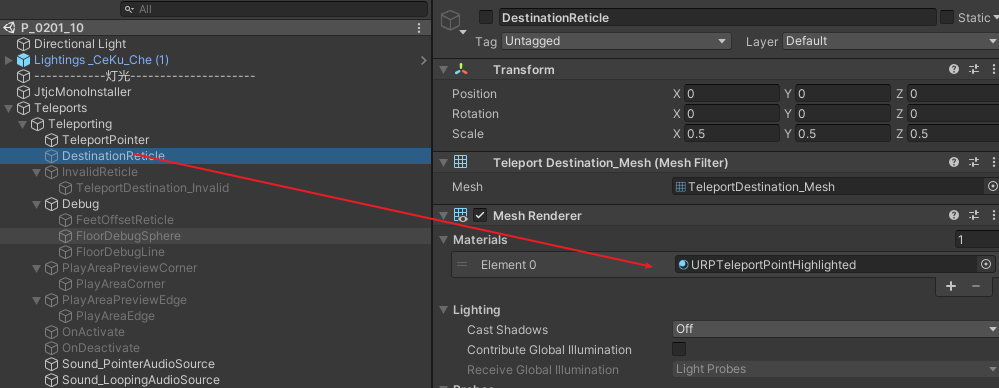 All
P_0201_10
Directional Light
Lightings _CeKu_Che (1)
------------灯光--------------------
JtjcMonoInstaller
Teleports
Teleporting
TeleportPointer
DestinationReticle
InvalidReticle
TeleportDestination_Invalid
Debug
FeetOffsetReticle
FloorDebugSphere
FloorDebugLine
PlayAreaPreviewCorner
PlayAreaCorner
PlayAreaPreviewEdge
PlayAreaEdge
OnActivate
OnDeactivate
Sound_PointerAudioSource
Sound_LoopingAudioSource
DestinationReticle Static
Tag Untagged Layer Default
Transform
Position X 0 Y 0 Z 0
Rotation X 0 Y 0 Z 0
Scale X 0.5 Y 0.5 Z 0.5
Teleport Destination_Mesh (Mesh Filter)
Mesh TeleportDestination_Mesh
Mesh Renderer
Materials 1
Element 0 URPTeleportPointHighlighted
Lighting
Cast Shadows Off
Contribute Global Illumination
Receive Global Illumination Light Probes
Probes